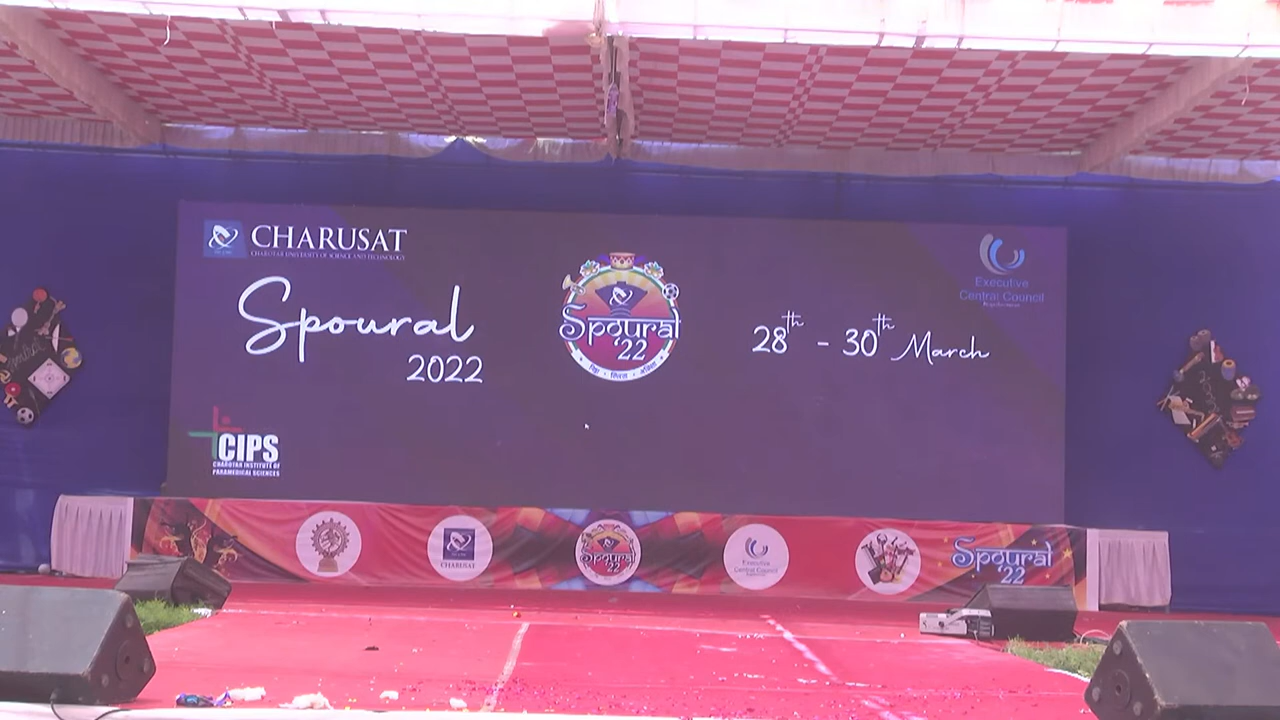 CHARUSAT
CHAROTAR UNIVERSITY OF SCIENCE AND TECHNOLOGY
Spoural
2022
Spoural
'22
28th - 30th March
Executive
Central Council
CIPS
CHAROTAR INSTITUTE OF
PARAMEDICAL SCIENCES
CHARUSAT
Spoural
'22
Executive
Central Council
Spoural
'22